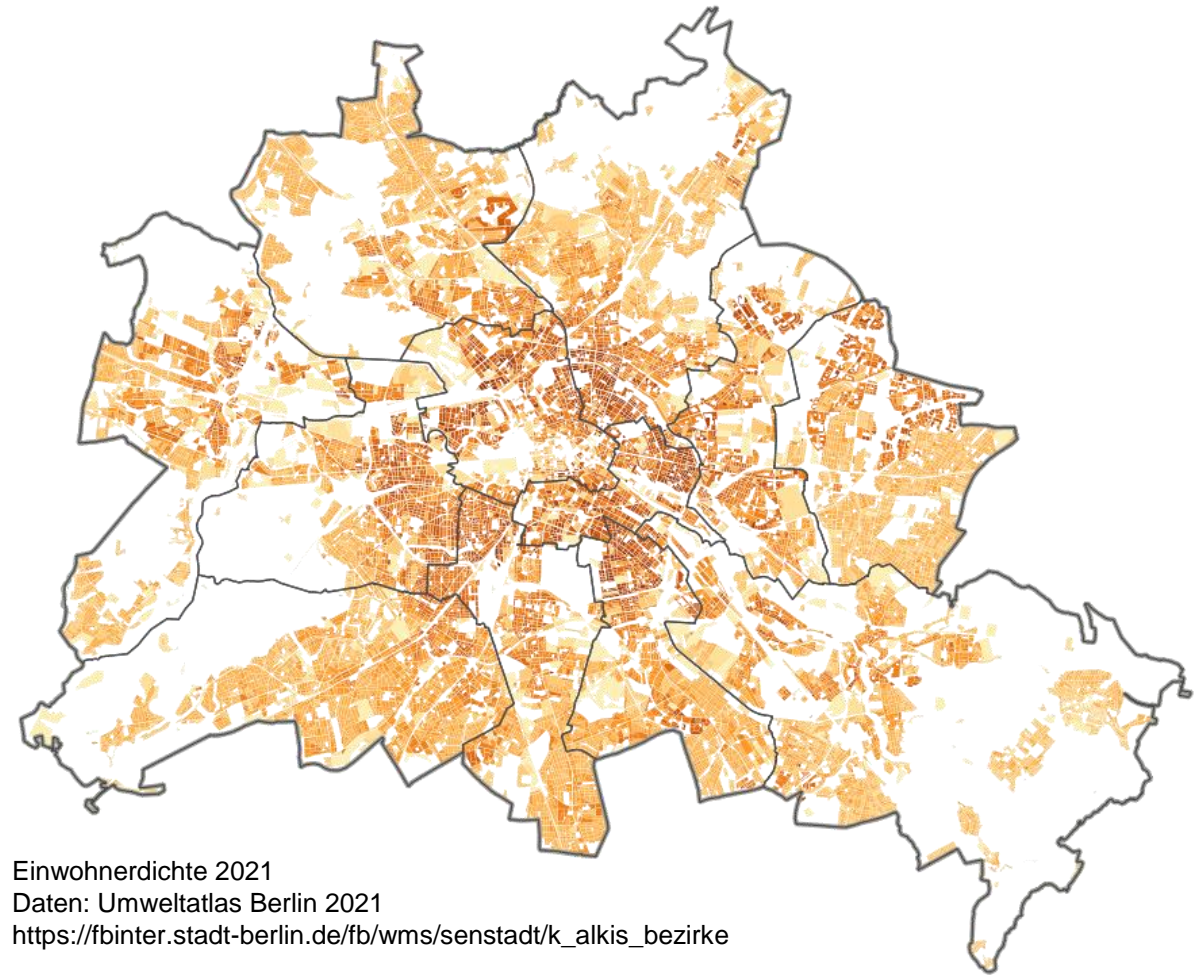 Einwohnerdichte 2021
Daten: Umweltatlas Berlin 2021
https://fbinter.stadt-berlin.de/fb/wms/senstadt/k_alkis_bezirke